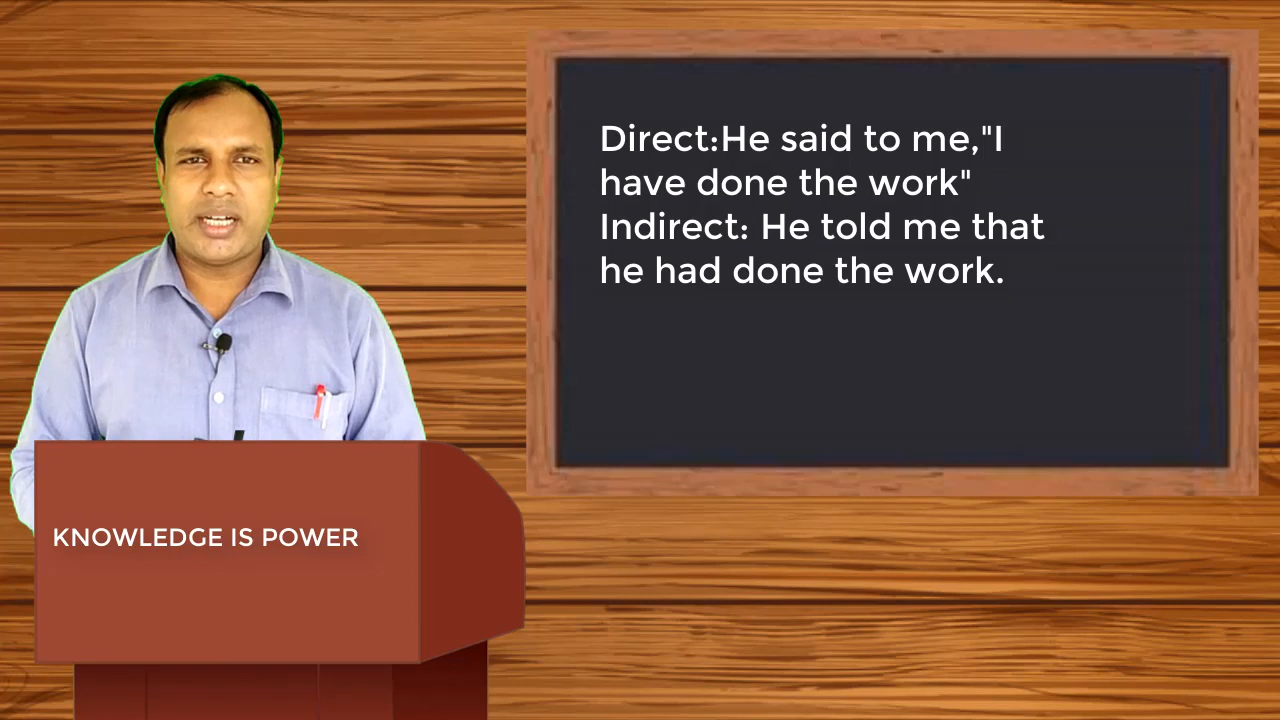 Direct:He said to me,"I
have done the work"
Indirect: He told me that
he had done the work.
KNOWLEDGE IS POWER